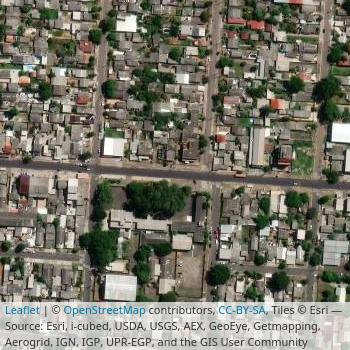 Leaflet | © OpenStreetMap contributors, CC-BY-SA, Tiles © Esri —
Source: Esri, i-cubed, USDA, USGS, AEX, GeoEye, Getmapping,
Aerogrid, IGN, IGP, UPR-EGP, and the GIS User Community